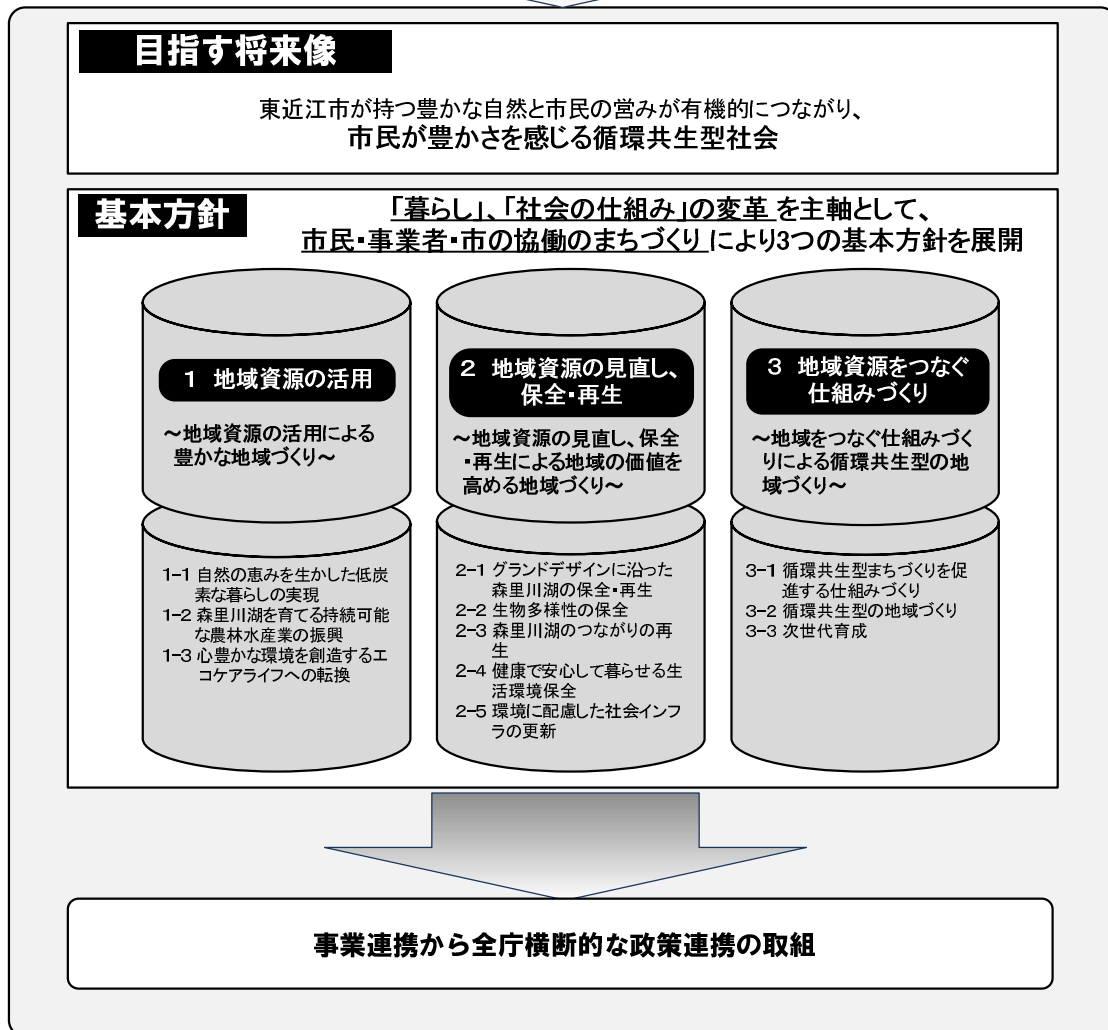 目指す将来像
東近江市が持つ豊かな自然と市民の営みが有機的につながり、
市民が豊かさを感じる循環共生型社会
基本方針
「暮らし」、「社会の仕組み」の変革 を主軸として、
市民・事業者・市の協働のまちづくり により3つの基本方針を展開
1 地域資源の活用
～地域資源の活用による
豊かな地域づくり～
1-1 自然の恵みを生かした低炭
素な暮らしの実現
1-2 森里川湖を育てる持続可能
な農林水産業の振興
1-3 心豊かな環境を創造するエ
コケアライフへの転換
2 地域資源の見直し、
保全・再生
～地域資源の見直し、保全
・再生による地域の価値を
高める地域づくり～
2-1 グランドデザインに沿った
森里川湖の保全・再生
2-2 生物多様性の保全
2-3 森里川湖のつながりの再
生
2-4 健康で安心して暮らせる生
活環境保全
2-5 環境に配慮した社会インフ
ラの更新
3 地域資源をつなぐ
仕組みづくり
～地域をつなぐ仕組みづく
りによる循環共生型の地
域づくり～
3-1 循環共生型まちづくりを促
進する仕組みづくり
3-2 循環共生型の地域づくり
3-3 次世代育成
事業連携から全庁横断的な政策連携の取組